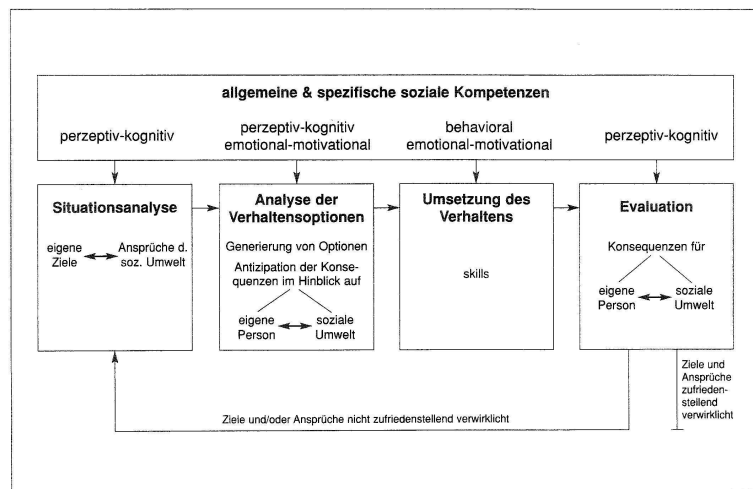 allgemeine & spezifische soziale Kompetenzen
perzeptiv-kognitiv
perzeptiv-kognitiv
emotional-motivational
behavioral
emotional-motivational
perzeptiv-kognitiv
Situationsanalyse
eigene
Ziele
Ansprüche d.
soz. Umwelt
Analyse der
Verhaltensoptionen
Generierung von Optionen
Antizipation der Konse-
quenzen im Hinblick auf
eigene
Person
soziale
Umwelt
Umsetzung des
Verhaltens
skills
Evaluation
Konsequenzen für
eigene
Person
soziale
Umwelt
Ziele und
Ansprüche
zufrieden-
stellend
verwirklicht
Ziele und/oder Ansprüche nicht zufriedenstellend verwirklicht